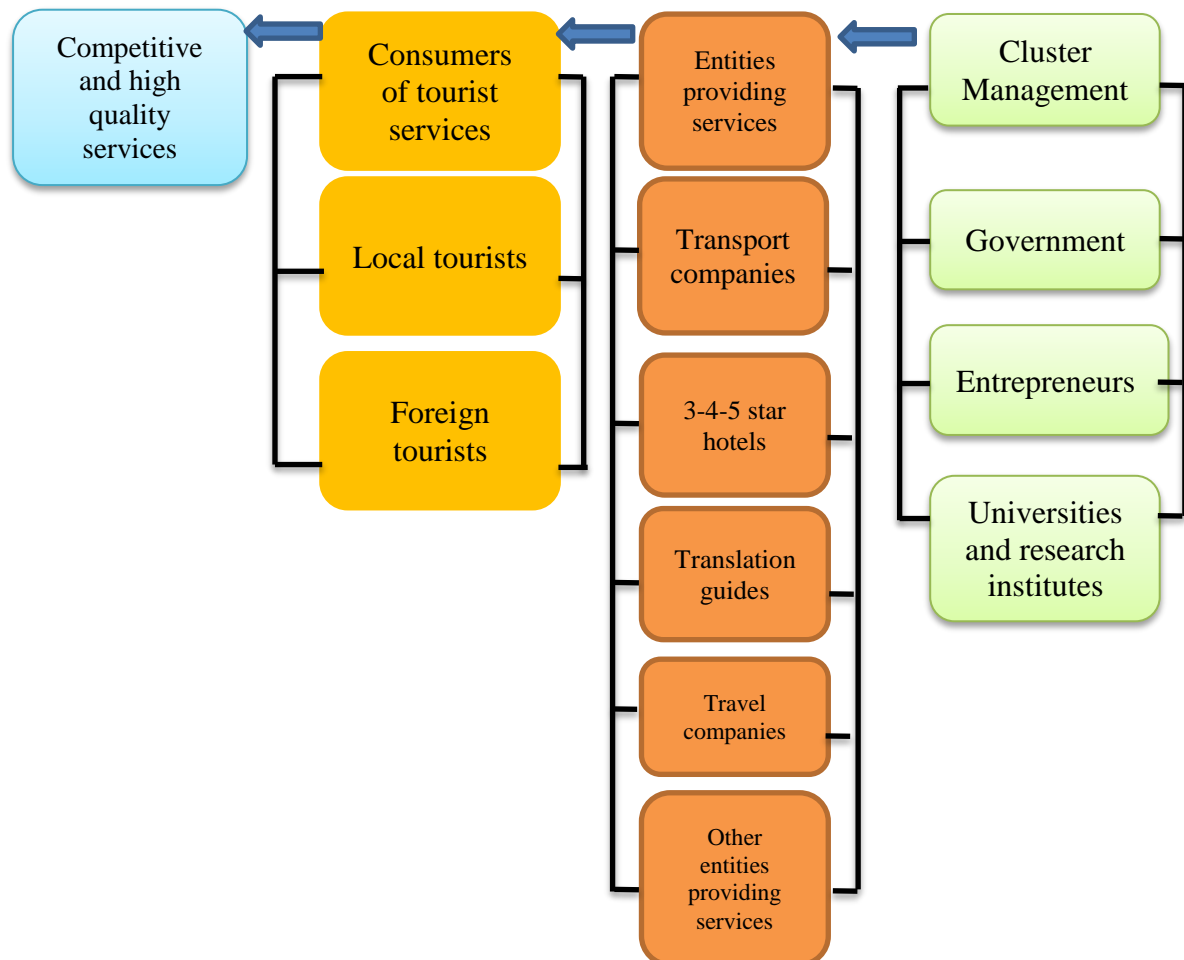 Competitive
and high
quality
services
Consumers
of tourist
services
Local tourists
Foreign
tourists
Entities
providing
services
Transport
companies
3-4-5 star
hotels
Translation
guides
Travel
companies
Other
entities
providing
services
Cluster
Management
Government
Entrepreneurs
Universities
and research
institutes